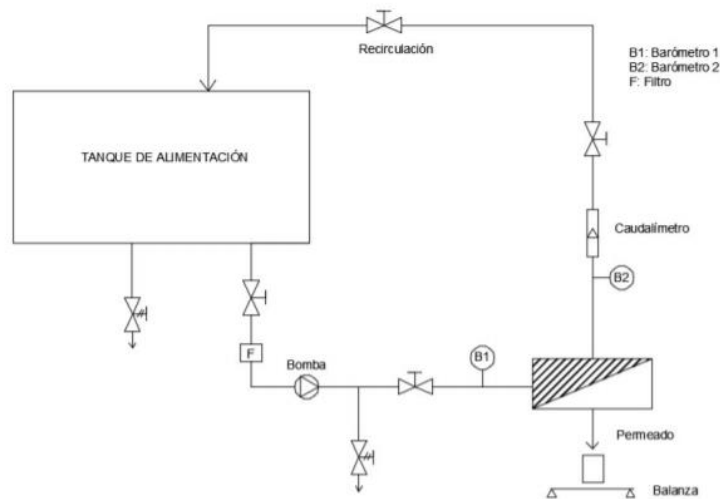 Recirculación
B1: Barómetro 1
B2: Barómetro 2
F: Filtro
TANQUE DE ALIMENTACIÓN
Caudalímetro
B2
F
Bomba
B1
Permeado
Balanza